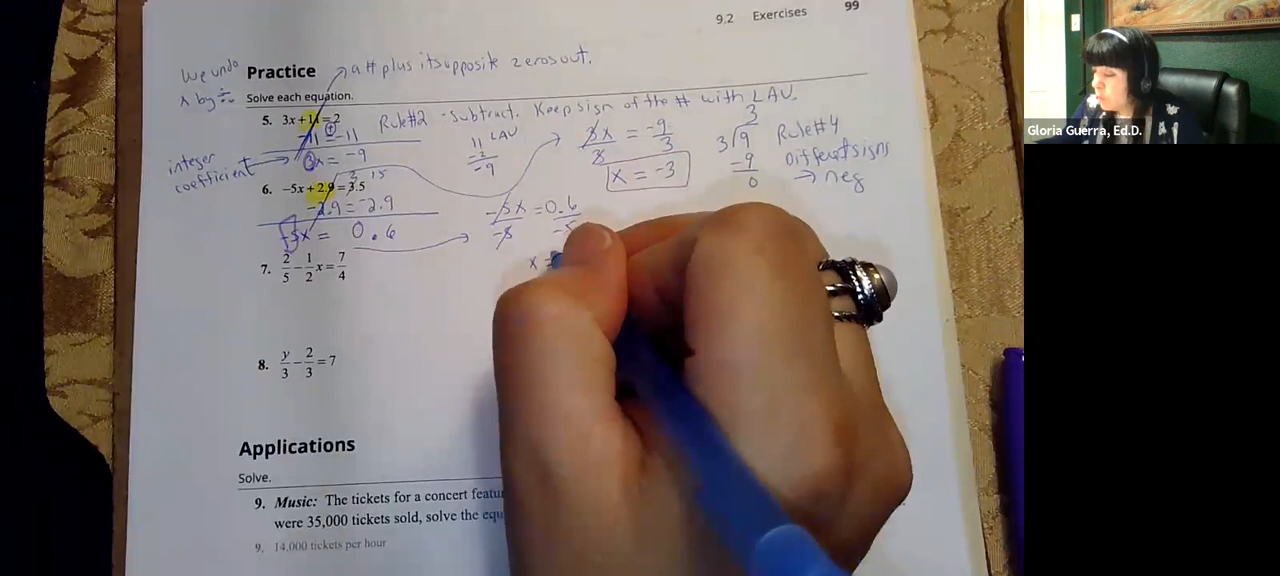 9.2 Exercises 99
We undo
x by ÷
a # plus its opposite zeros out.
Practice
Solve each equation.
Rule #2 - Subtract. Keep sign of the # with LAV.
5. 3x + 11 = 2
-11 = -11
3x = -9
integer
coefficient
11 LAV
-2
= 9
3x = -9
3 3
x = -3
3
3)9
-9
0
Rule #4
Different signs
→ neg
6. −5x + 2.9 = 3.5
-2.9 = -2.9
-5x = 0.6
-5x = 0.6
-5 -5
x =
7. 2/5 − 1/2 x = 7/4
8. y/3 − 2/3 = 7
Applications
Solve.
9. Music: The tickets for a concert featu
were 35,000 tickets sold, solve the equ
9. 14,000 tickets per hour
Gloria Guerra, Ed.D.